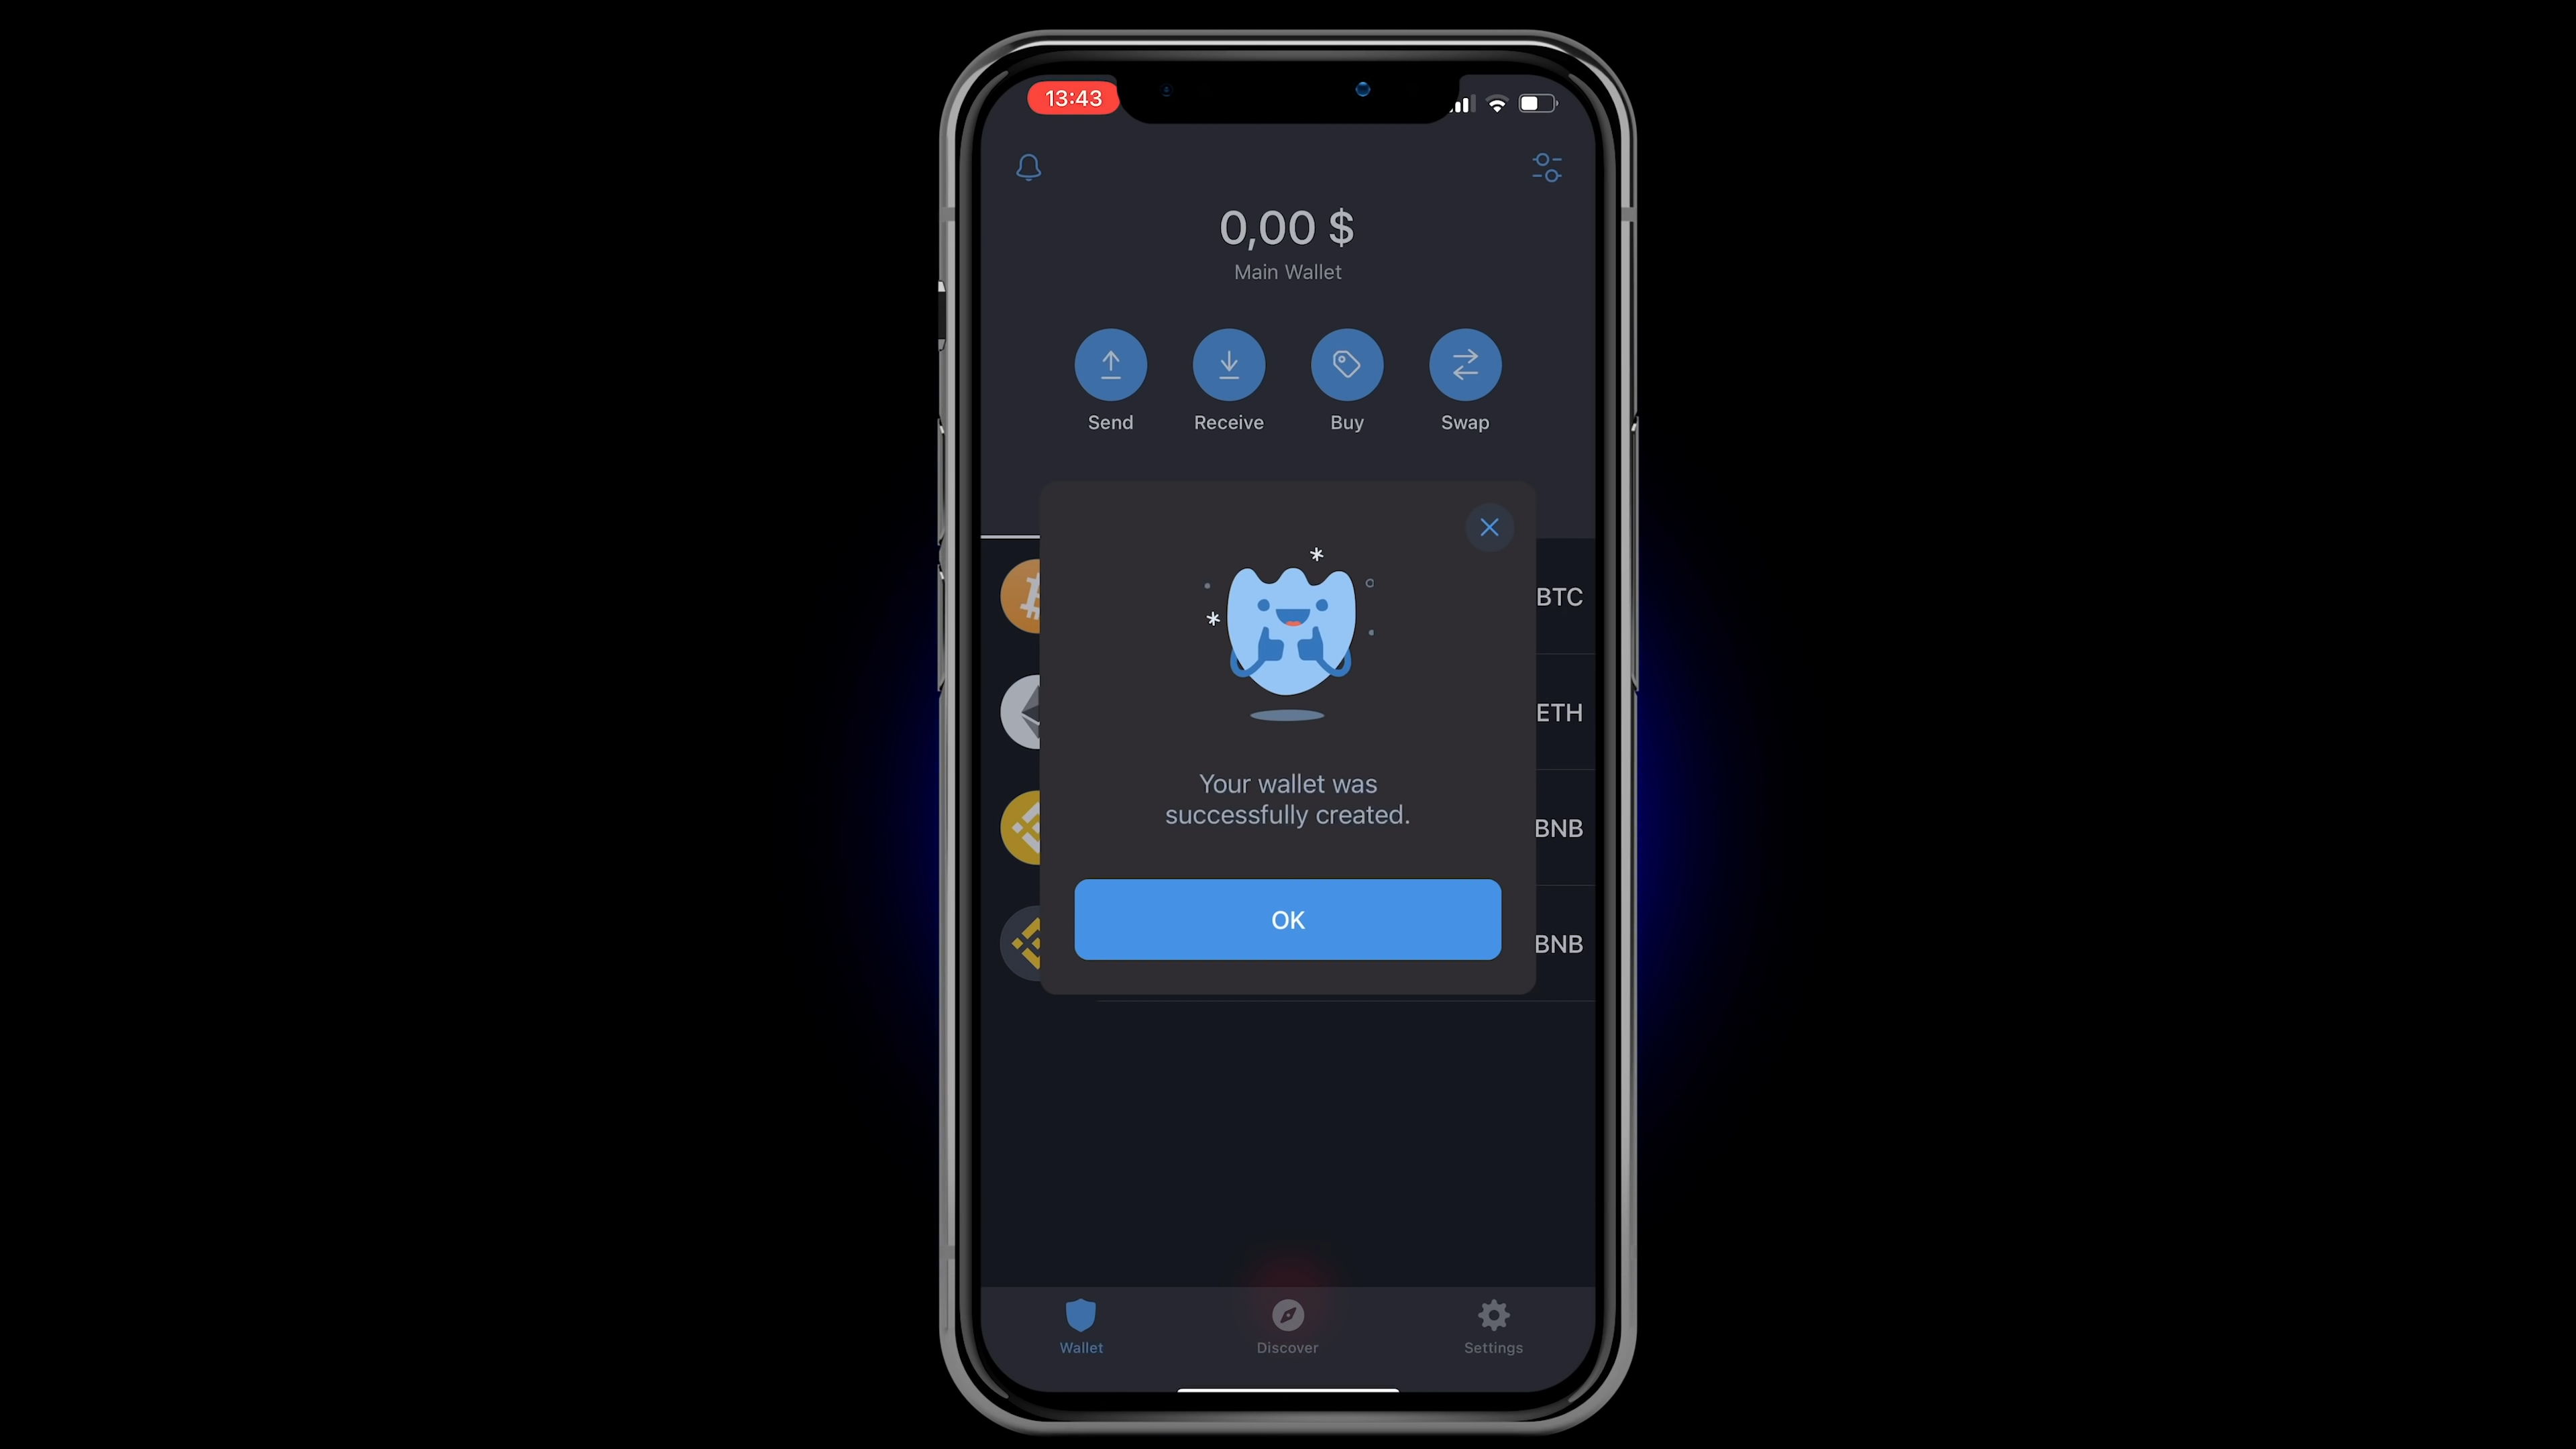 13:43
0,00 $
Main Wallet
Send Receive Buy Swap
BTC
ETH
Your wallet was
successfully created.
BNB
OK
BNB
Wallet Discover Settings